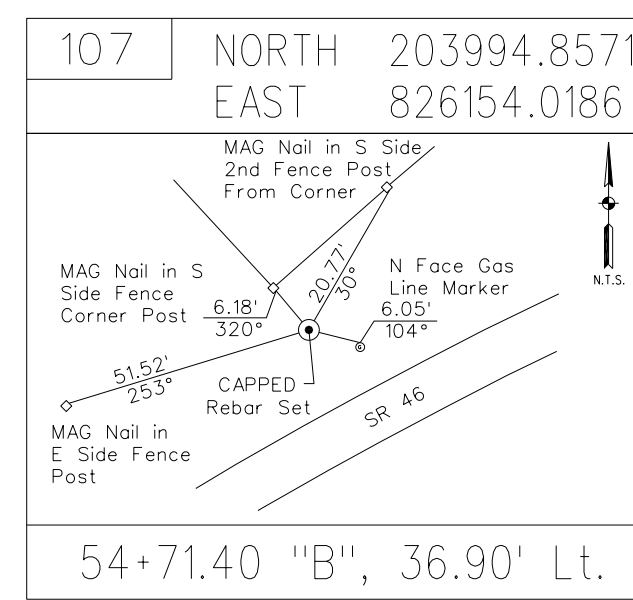 107
NORTH 203994.8571
EAST 826154.0186
MAG Nail in S Side
2nd Fence Post
From Corner
N.T.S.
MAG Nail in S
Side Fence
Corner Post
6.18'
320°
20.77'
30°
N Face Gas
Line Marker
6.05'
104°
G
51.52'
253°
CAPPED
Rebar Set
SR 46
MAG Nail in
E Side Fence
Post
54+71.40 "B", 36.90' Lt.